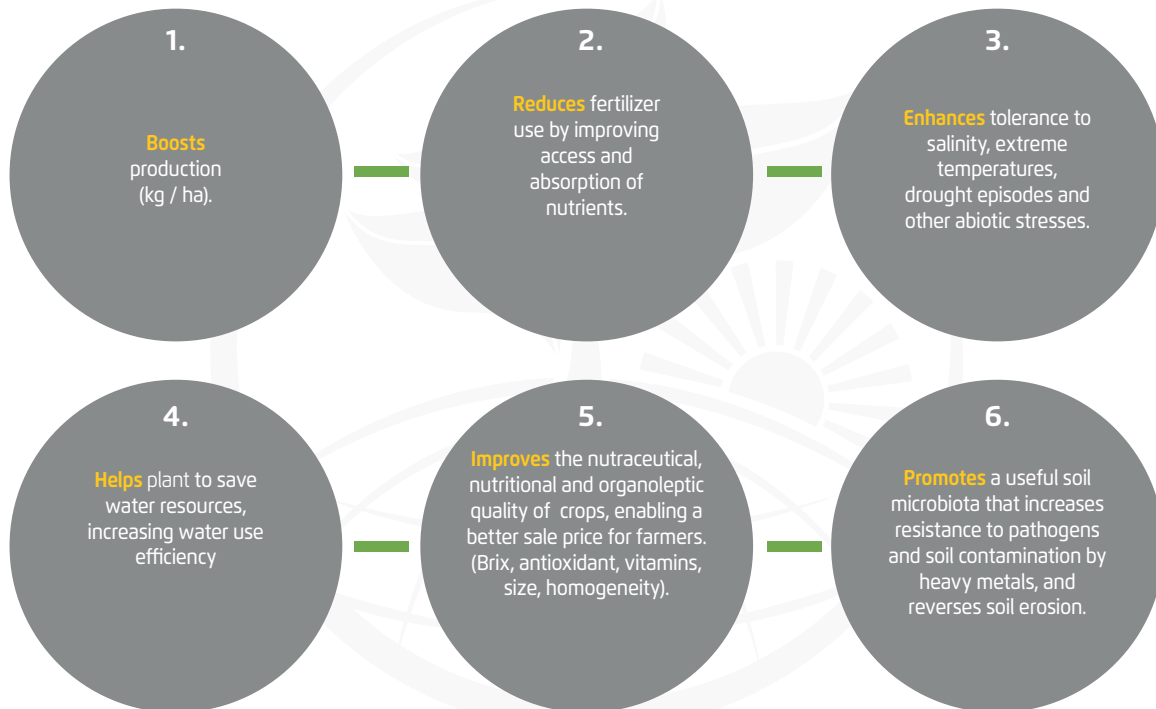 1.
Boosts
production
(kg / ha).
2.
Reduces fertilizer
use by improving
access and
absorption of
nutrients.
3.
Enhances tolerance to
salinity, extreme
temperatures,
drought episodes and
other abiotic stresses.
4.
Helps plant to save
water resources,
increasing water use
efficiency
5.
Improves the nutraceutical,
nutritional and organoleptic
quality of crops, enabling a
better sale price for farmers.
(Brix, antioxidant, vitamins,
size, homogeneity).
6.
Promotes a useful soil
microbiota that increases
resistance to pathogens
and soil contamination by
heavy metals, and
reverses soil erosion.